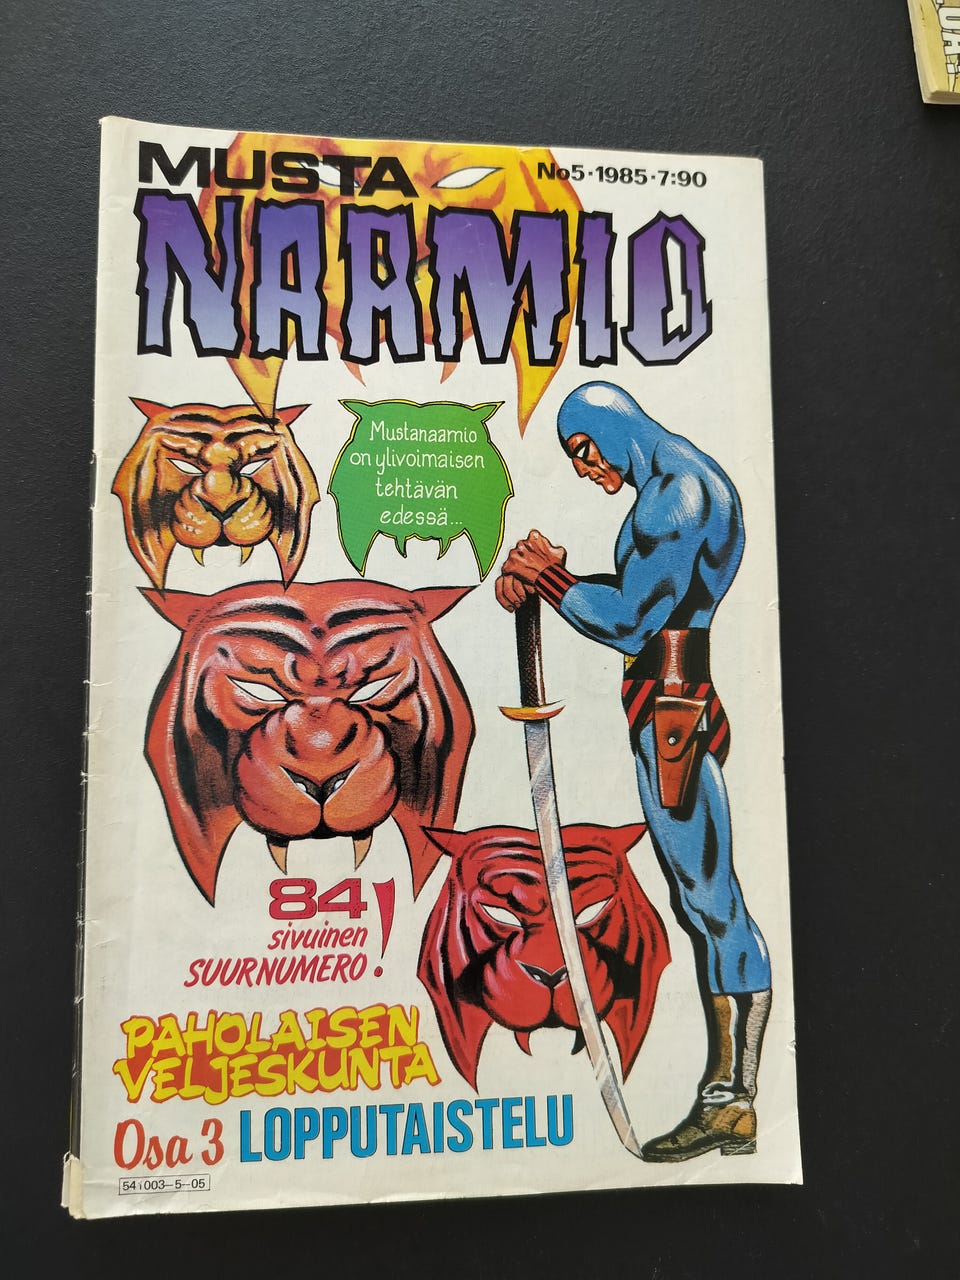 MUSTA
No5·1985·7:90
NAAMIO
Mustanaamio
on ylivoimaisen
tehtävän
edessä...
84
sivuinen!
SUURNUMERO
PAHOLAISEN
VELJESKUNTA
Osa 3 LOPPUTAISTELU
541003–5–05